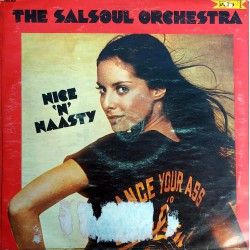 THE SALSOUL ORCHESTRA
NICE
'N'
NAASTY
DANCE YOUR ASS